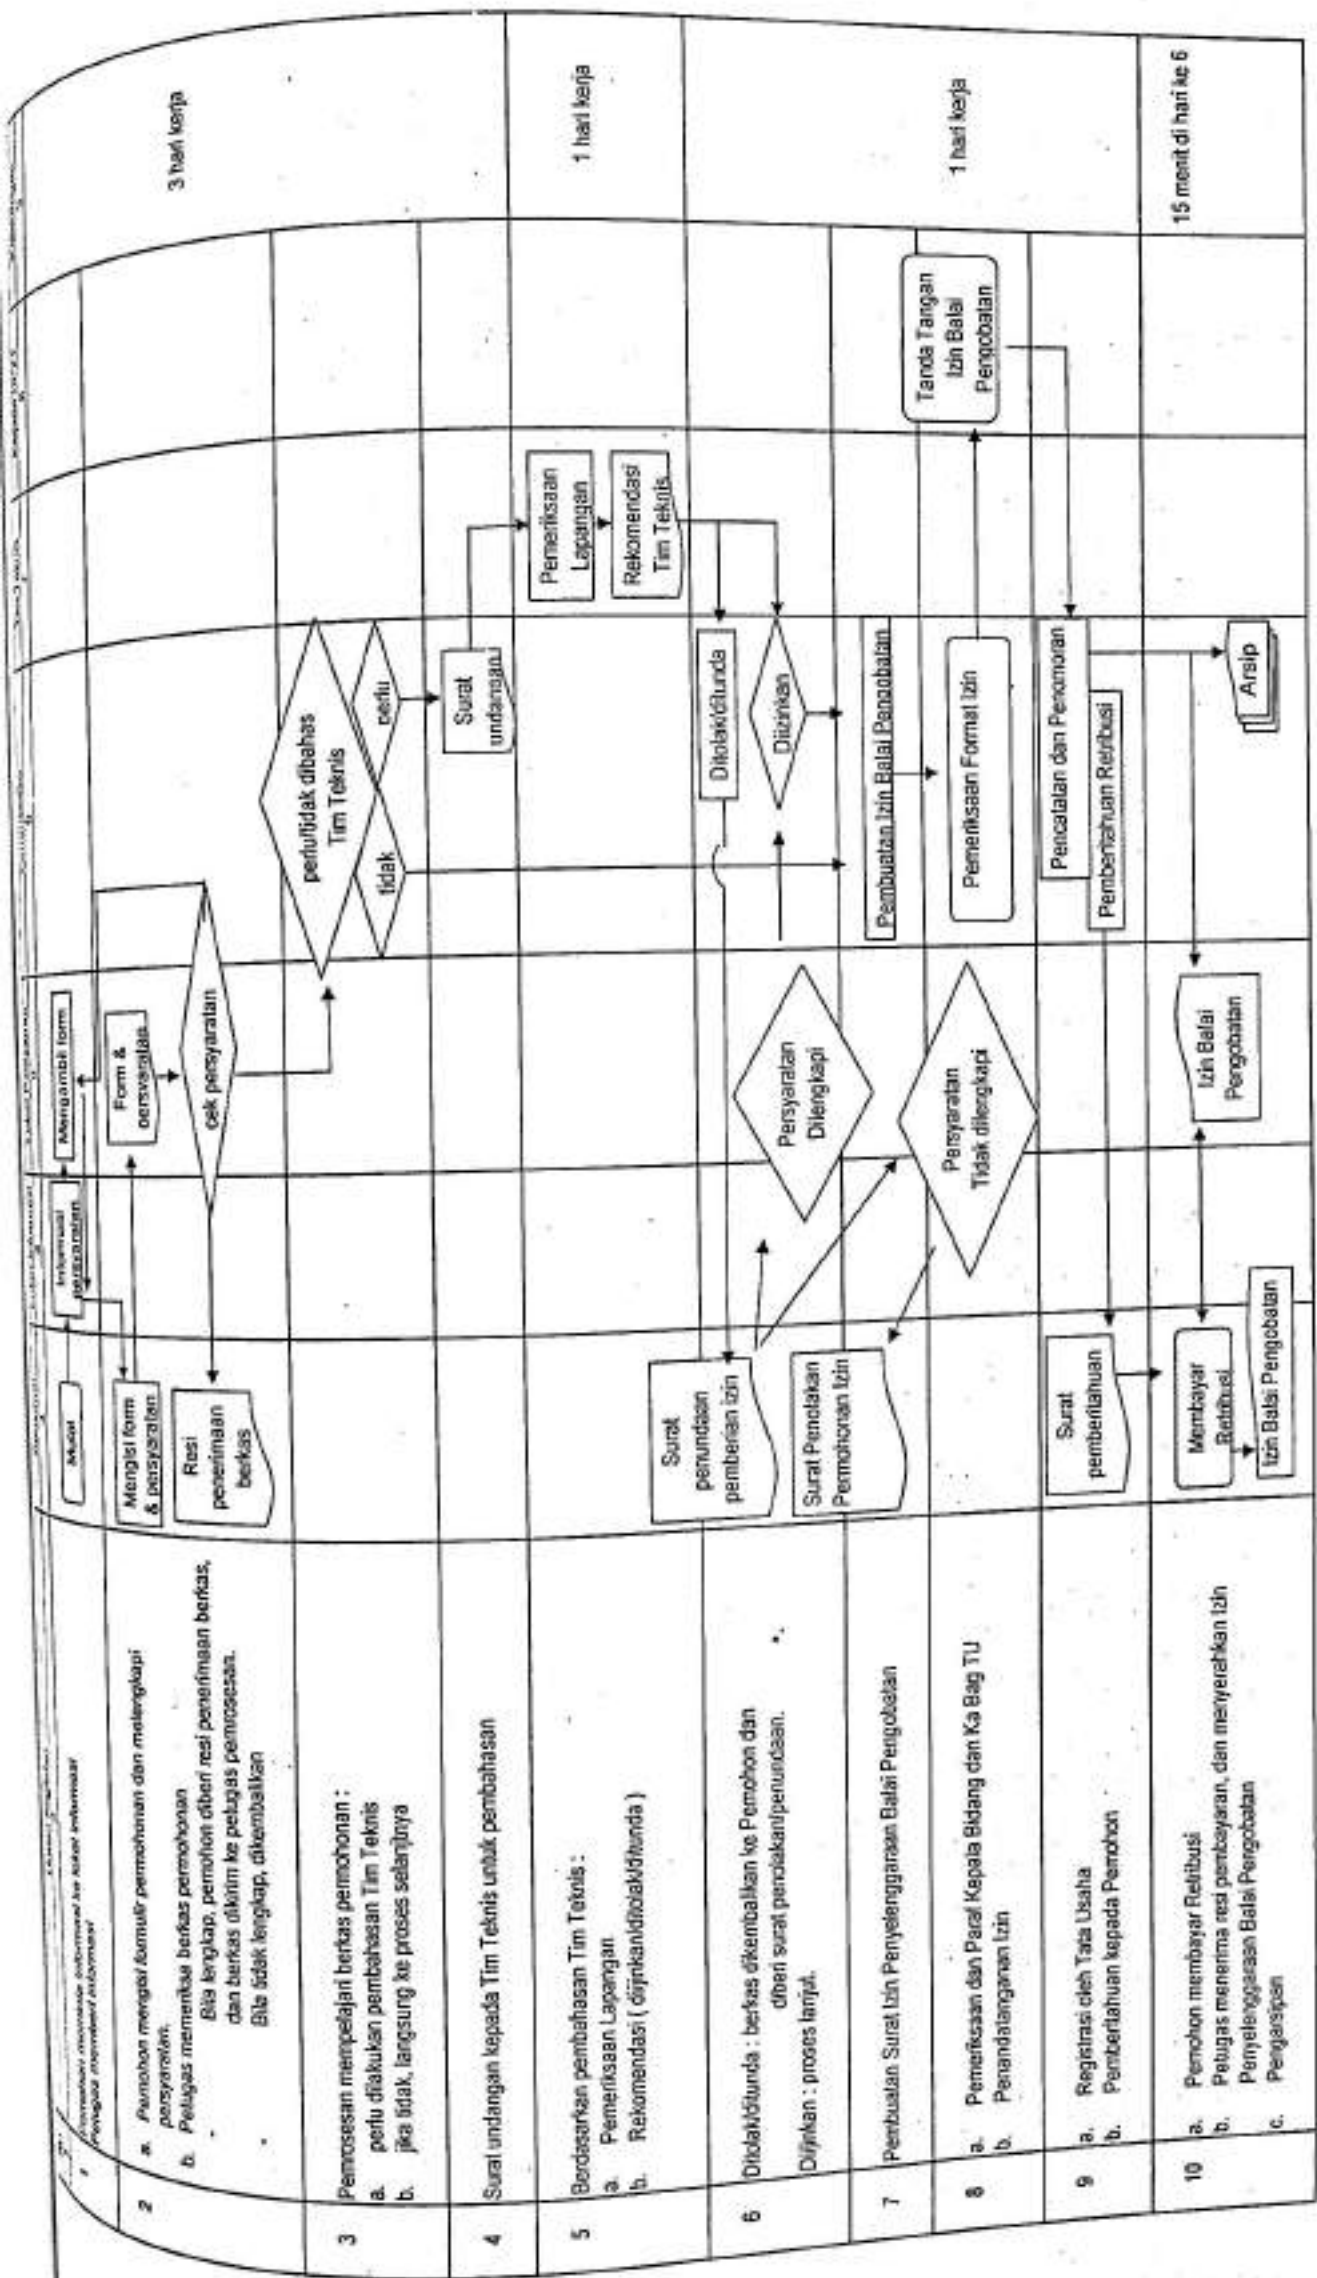 1
Pemohon meminta informasi ke loket informasi
Petugas memberi informasi
Mulai
Informasi
persyaratan
Mengambil form
3 hari kerja
2
a. Pemohon mengisi formulir permohonan dan melengkapi
persyaratan.
b. Petugas memeriksa berkas permohonan
Bila lengkap, pemohon diberi resi penerimaan berkas,
dan berkas dikirim ke petugas pemrosesan.
Bila tidak lengkap, dikembalikan
Mengisi form
& persyaratan
Resi
penerimaan
berkas
Form &
persyaratan
cek persyaratan
3
Pemrosesan mempelajari berkas permohonan :
a. perlu dilakukan pembahasan Tim Teknis
b. jika tidak, langsung ke proses selanjtnya
perlu/tidak dibahas
Tim Teknis
tidak
perlu
4
Surat undangan kepada Tim Teknis untuk pembahasan
Surat
undangan
5
Berdasarkan pembahasan Tim Teknis :
a. Pemeriksaan Lapangan
b. Rekomendasi ( diijinkan/ditolak/ditunda )
Pemeriksaan
Lapangan
Rekomendasi
Tim Teknis
1 hari kerja
6
Ditolak/ditunda : berkas dikembalikan ke Pemohon dan
diberi surat penolakan/penundaan.
Diijinkan : proses lanjut.
Surat
penundaan
pemberian izin
Persyaratan
Dilengkapi
Ditolak/ditunda
Diizinkan
1 hari kerja
7
Pembuatan Surat Izin Penyelenggaraan Balai Pengobatan
Surat Penolakan
Permohonan Izin
Pembuatan Izin Balai Pengobatan
8
a. Pemeriksaan dan Paraf Kepala Bidang dan Ka Bag TU
b. Penandatanganan Izin
Persyaratan
Tidak dilengkapi
Pemeriksaan Format Izin
Tanda Tangan
Izin Balai
Pengobatan
9
a. Registrasi oleh Tata Usaha
b. Pemberitahuan kepada Pemohon
Surat
pemberitahuan
Pencatatan dan Penomoran
Pemberitahuan Retribusi
10
a. Pemohon membayar Retribusi
b. Petugas menerima resi pembayaran, dan menyerahkan Izin
Penyelenggaraan Balai Pengobatan
c. Pengarsipan
Membayar
Retribusi
Izin Balai Pengobatan
Izin Balai
Pengobatan
Arsip
15 menit di hari ke 6